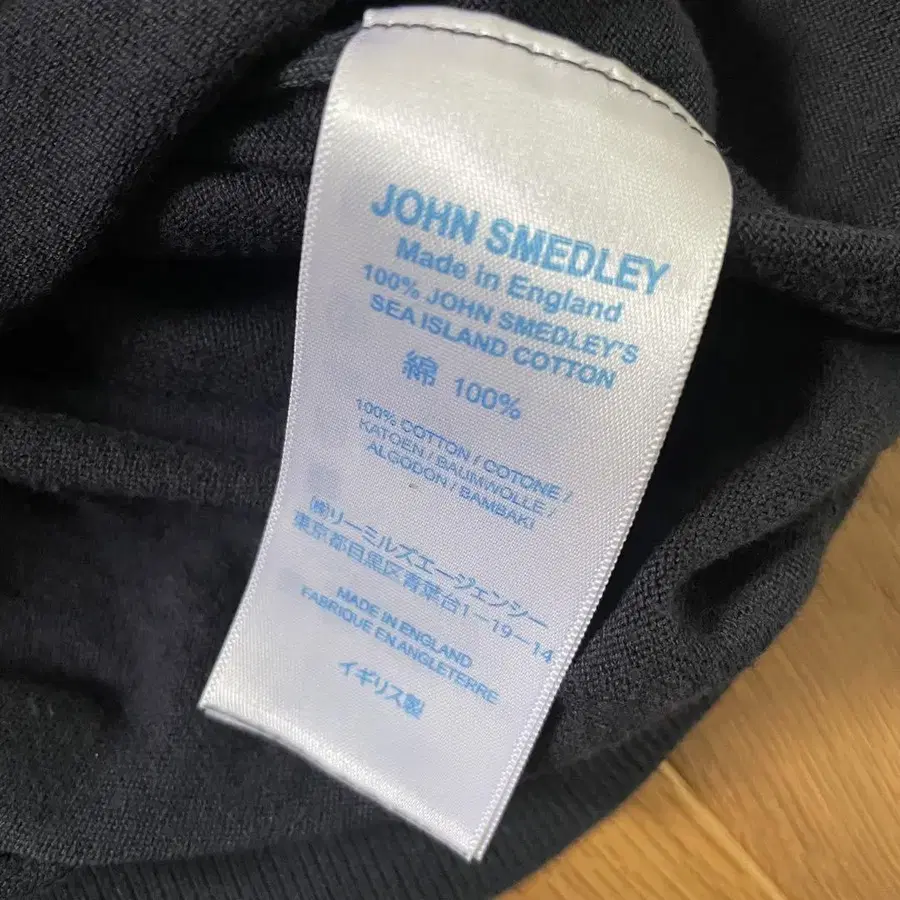 JOHN SMEDLEY
Made in England
100% JOHN SMEDLEY'S
SEA ISLAND COTTON
綿 100%
100% COTTON / COTONE /
KATOEN / BAUMWOLLE /
ALGODON / BAMBAKI
㈱リーミルズエージェンシー
東京都目黒区青葉台1-19-14
MADE IN ENGLAND
FABRIQUE EN ANGLETERRE
イギリス製